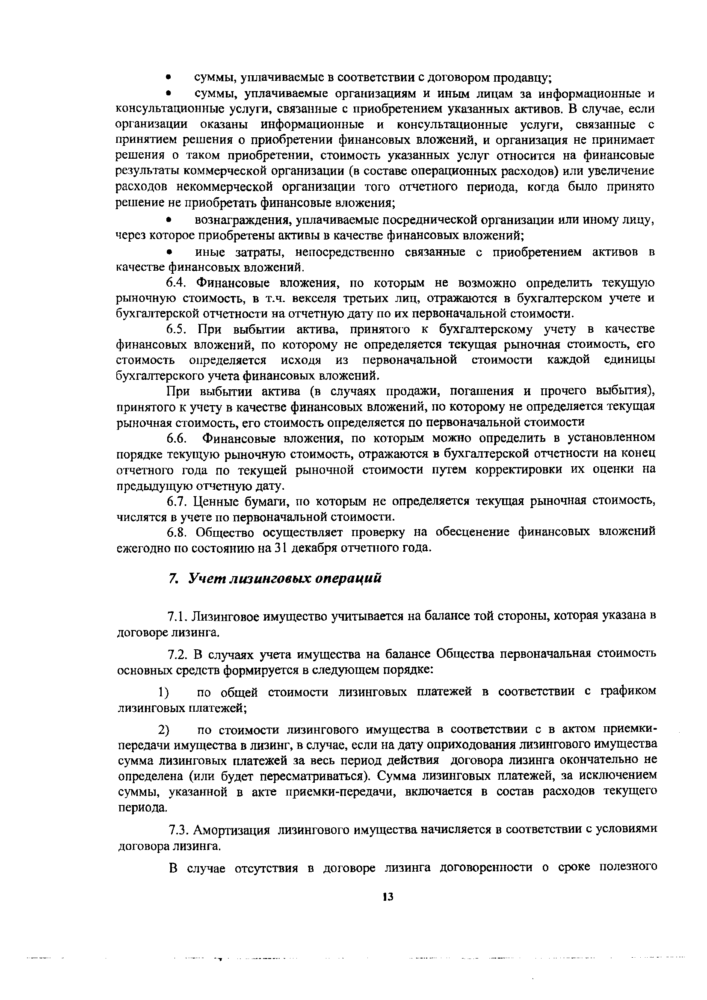 • суммы, уплачиваемые в соответствии с договором продавцу;
• суммы, уплачиваемые организациям и иным лицам за информационные и
консультационные услуги, связанные с приобретением указанных активов. В случае, если
организации оказаны информационные и консультационные услуги, связанные с
принятием решения о приобретении финансовых вложений, и организация не принимает
решения о таком приобретении, стоимость указанных услуг относится на финансовые
результаты коммерческой организации (в составе операционных расходов) или увеличение
расходов некоммерческой организации того отчетного периода, когда было принято
решение не приобретать финансовые вложения;
• вознаграждения, уплачиваемые посреднической организации или иному лицу,
через которое приобретены активы в качестве финансовых вложений;
• иные затраты, непосредственно связанные с приобретением активов в
качестве финансовых вложений.
6.4. Финансовые вложения, по которым не возможно определить текущую
рыночную стоимость, в т.ч. векселя третьих лиц, отражаются в бухгалтерском учете и
бухгалтерской отчетности на отчетную дату по их первоначальной стоимости.
6.5. При выбытии актива, принятого к бухгалтерскому учету в качестве
финансовых вложений, по которому не определяется текущая рыночная стоимость, его
стоимость определяется исходя из первоначальной стоимости каждой единицы
бухгалтерского учета финансовых вложений.
При выбытии актива (в случаях продажи, погашения и прочего выбытия),
принятого к учету в качестве финансовых вложений, по которому не определяется текущая
рыночная стоимость, его стоимость определяется по первоначальной стоимости
6.6. Финансовые вложения, по которым можно определить в установленном
порядке текущую рыночную стоимость, отражаются в бухгалтерской отчетности на конец
отчетного года по текущей рыночной стоимости путем корректировки их оценки на
предыдущую отчетную дату.
6.7. Ценные бумаги, по которым не определяется текущая рыночная стоимость,
числятся в учете по первоначальной стоимости.
6.8. Общество осуществляет проверку на обесценение финансовых вложений
ежегодно по состоянию на 31 декабря отчетного года.
7. Учет лизинговых операций
7.1. Лизинговое имущество учитывается на балансе той стороны, которая указана в
договоре лизинга.
7.2. В случаях учета имущества на балансе Общества первоначальная стоимость
основных средств формируется в следующем порядке:
1) по общей стоимости лизинговых платежей в соответствии с графиком
лизинговых платежей;
2) по стоимости лизингового имущества в соответствии с в актом приемки-
передачи имущества в лизинг, в случае, если на дату оприходования лизингового имущества
сумма лизинговых платежей за весь период действия договора лизинга окончательно не
определена (или будет пересматриваться). Сумма лизинговых платежей, за исключением
суммы, указанной в акте приемки-передачи, включается в состав расходов текущего
периода.
7.3. Амортизация лизингового имущества начисляется в соответствии с условиями
договора лизинга.
В случае отсутствия в договоре лизинга договоренности о сроке полезного
13